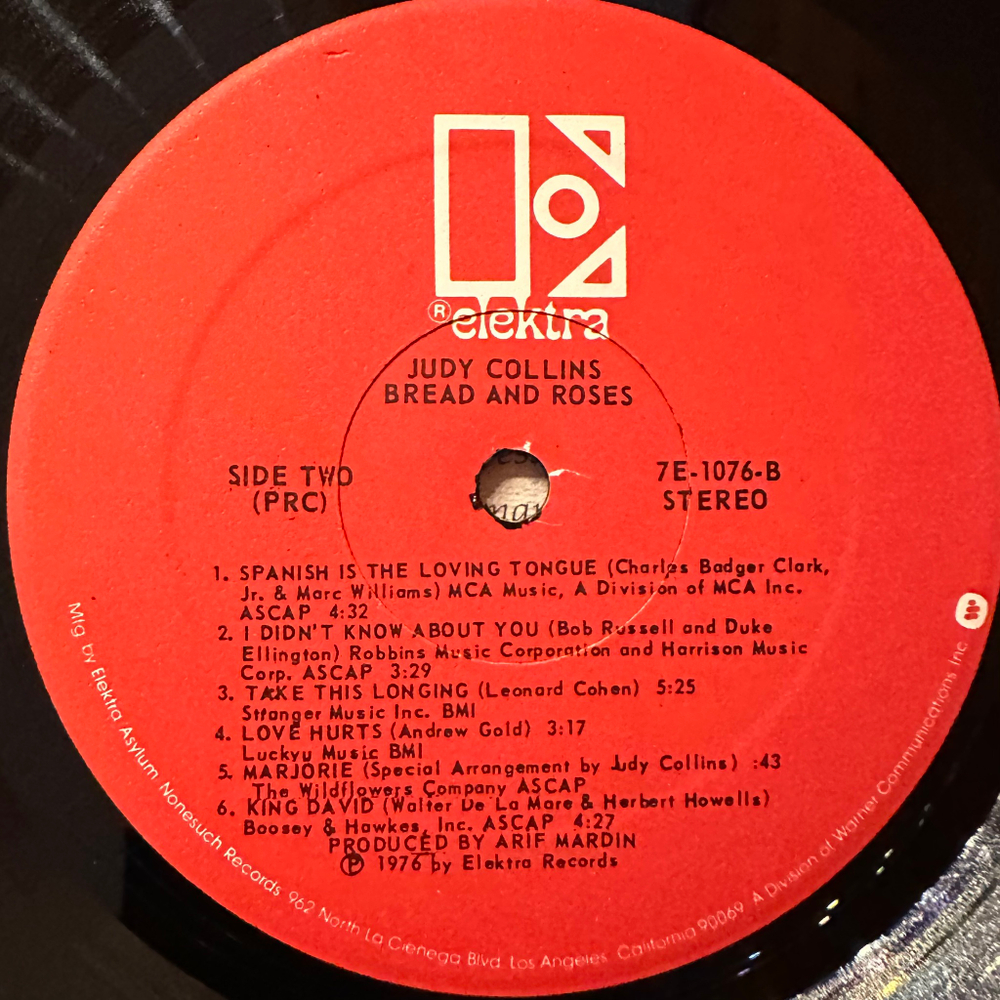 ® elektra
JUDY COLLINS
BREAD AND ROSES
SIDE TWO
(PRC)
7E-1076-B
STEREO
1. SPANISH IS THE LOVING TONGUE (Charles Badger Clark,
Jr. & Marc Williams) MCA Music, A Division of MCA Inc.
ASCAP 4:32
2. I DIDN'T KNOW ABOUT YOU (Bob Russell and Duke
Ellington) Robbins Music Corporation and Harrison Music
Corp. ASCAP 3:29
3. TAKE THIS LONGING (Leonard Cohen) 5:25
Stranger Music Inc. BMI
4. LOVE HURTS (Andrew Gold) 3:17
Luckyu Music BMI
5. MARJORIE (Special Arrangement by Judy Collins) :43
The Wildflowers Company ASCAP
6. KING DAVID (Walter De La Mare & Herbert Howells)
Boosey & Hawkes, Inc. ASCAP 4:27
PRODUCED BY ARIF MARDIN
℗ 1976 by Elektra Records
Mfg. by Elektra Asylum Nonesuch Records 962 North La Cienega Blvd. Los Angeles, California 90069 A Division of Warner Communications Inc.